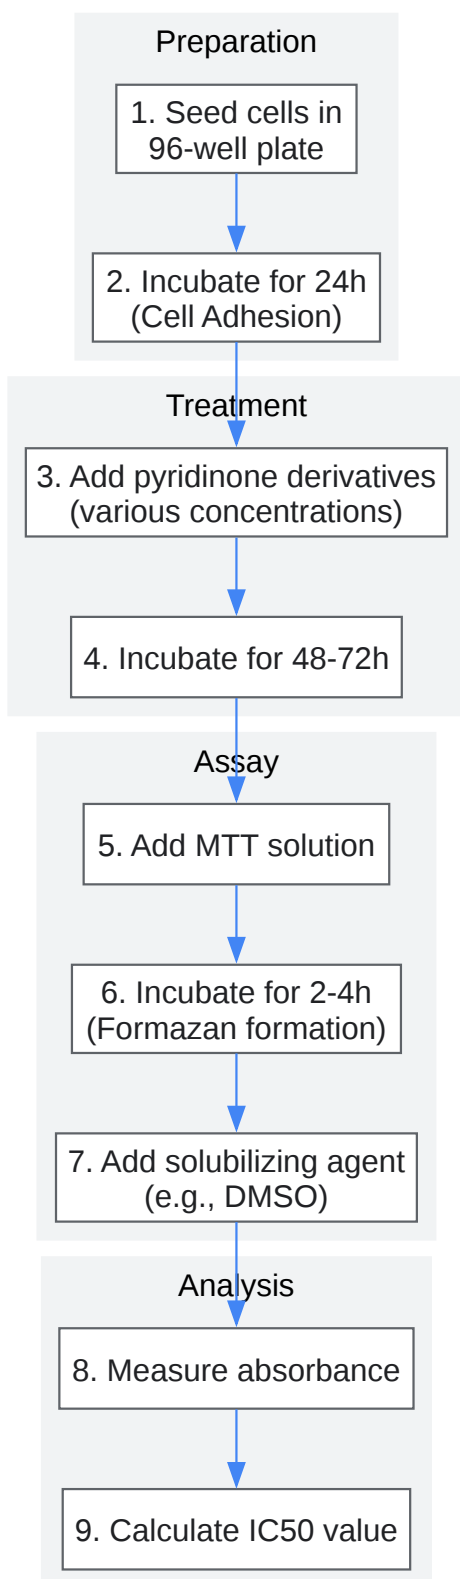 Preparation
1. Seed cells in
96-well plate
2. Incubate for 24h
(Cell Adhesion)
Treatment
3. Add pyridinone derivatives
(various concentrations)
4. Incubate for 48-72h
Assay
5. Add MTT solution
6. Incubate for 2-4h
(Formazan formation)
7. Add solubilizing agent
(e.g., DMSO)
Analysis
8. Measure absorbance
9. Calculate IC50 value